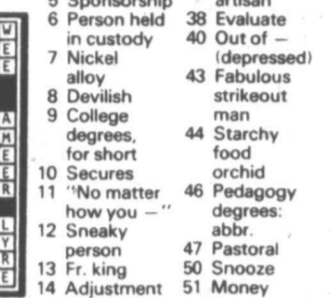 5 Sponsorship
6 Person held
in custody
7 Nickel
alloy
8 Devilish
9 College
degrees,
for short
10 Secures
11 "No matter
how you —"
12 Sneaky
person
13 Fr. king
14 Adjustment
artisan
38 Evaluate
40 Out of —
(depressed)
43 Fabulous
strikeout
man
44 Starchy
food
orchid
46 Pedagogy
degrees:
abbr.
47 Pastoral
50 Snooze
51 Money
W
E
E
A
M
E
E
R
L
Y
R
E